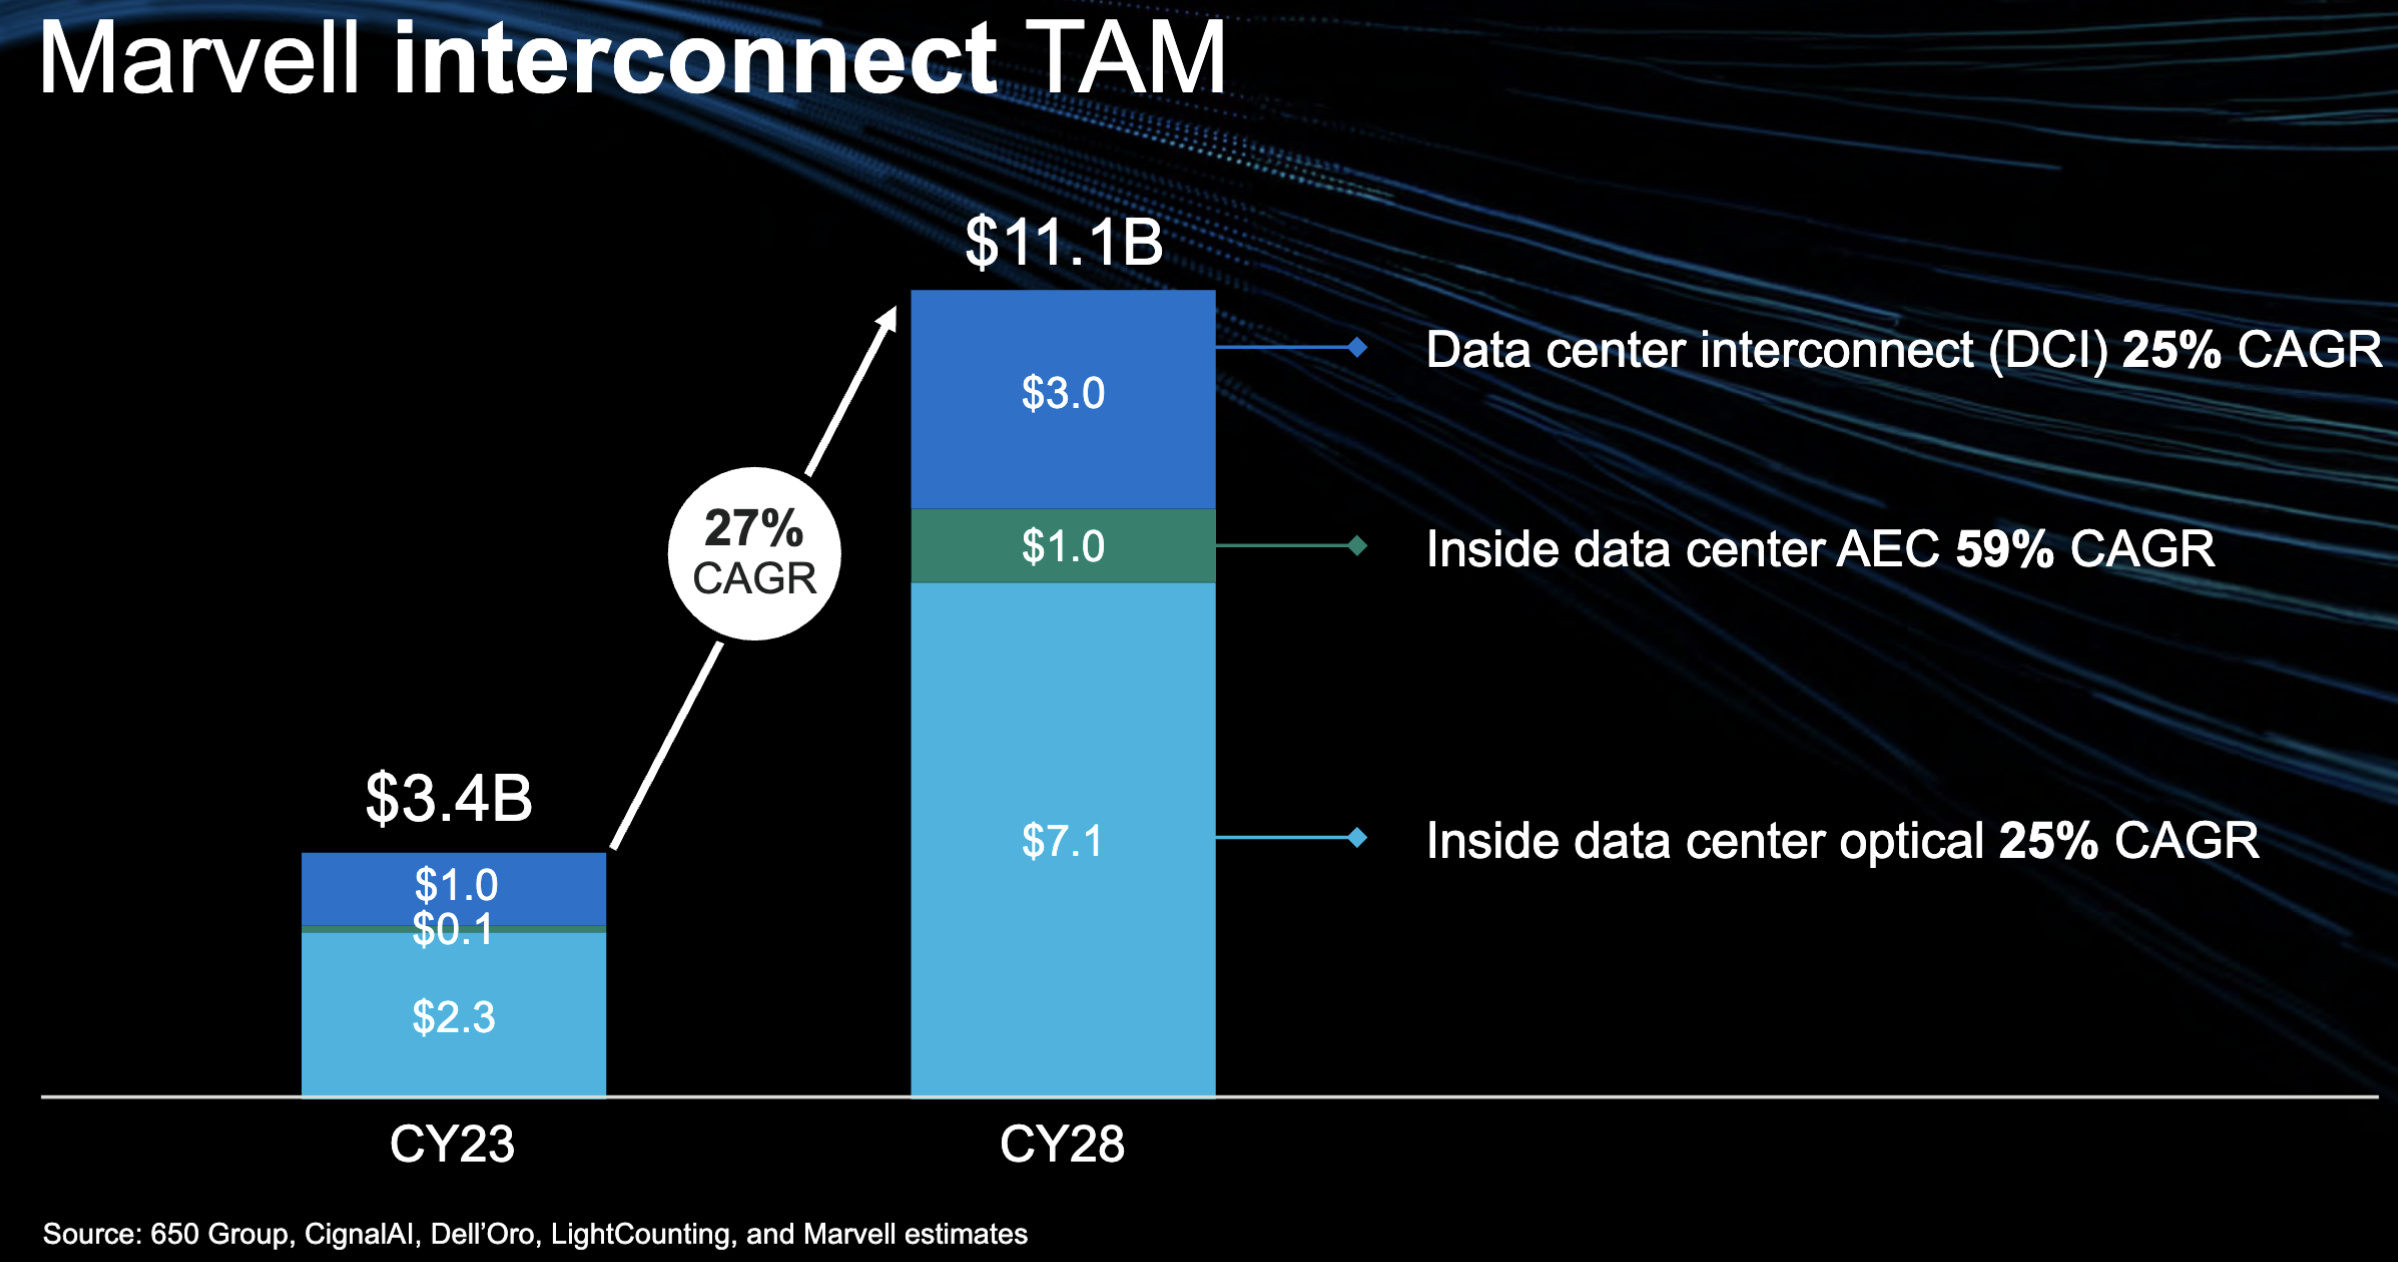 Marvell interconnect TAM
$11.1B
$3.0
Data center interconnect (DCI) 25% CAGR
27%
CAGR
$1.0
Inside data center AEC 59% CAGR
$7.1
Inside data center optical 25% CAGR
$3.4B
$1.0
$0.1
$2.3
CY23
CY28
Source: 650 Group, CignalAI, Dell’Oro, LightCounting, and Marvell estimates